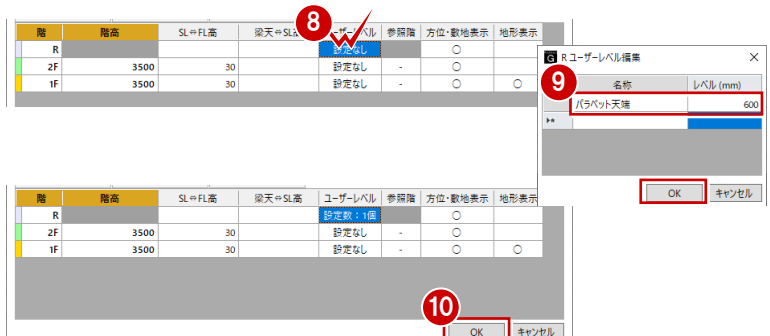 8
階 階高 SL⇔FL高 梁天⇔SL高 ユーザーレベル 参照階 方位・敷地表示 地形表示
R 設定なし ○
2F 3500 30 設定なし - ○
1F 3500 30 設定なし - ○ ○
G R ユーザーレベル編集 ×
9
名称 レベル (mm)
パラペット天端 600
▶*
OK キャンセル
階 階高 SL⇔FL高 梁天⇔SL高 ユーザーレベル 参照階 方位・敷地表示 地形表示
R 設定数：1個 ○
2F 3500 30 設定なし - ○
1F 3500 30 設定なし - ○ ○
10
OK キャンセル